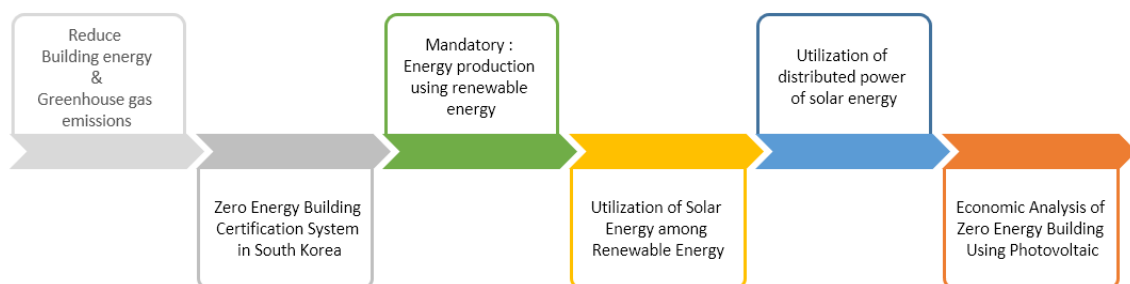 Reduce
Building energy
&
Greenhouse gas
emissions
Zero Energy Building
Certification System
in South Korea
Mandatory :
Energy production
using renewable
energy
Utilization of Solar
Energy among
Renewable Energy
Utilization of
distributed power
of solar energy
Economic Analysis of
Zero Energy Building
Using Photovoltaic